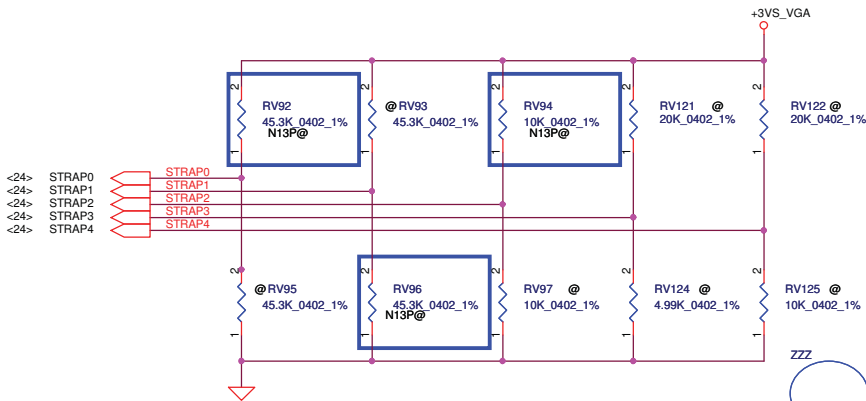 +3VS_VGA
2 2 2 2 2
RV92 @ RV93 RV94 RV121 @ RV122 @
45.3K_0402_1% 45.3K_0402_1% 10K_0402_1% 20K_0402_1% 20K_0402_1%
N13P@ N13P@
1 1 1 1 1
<24> STRAP0 STRAP0
<24> STRAP1 STRAP1
<24> STRAP2 STRAP2
<24> STRAP3 STRAP3
<24> STRAP4 STRAP4
2 2 2 2 2
@ RV95 RV96 RV97 @ RV124 @ RV125 @
45.3K_0402_1% 45.3K_0402_1% 10K_0402_1% 4.99K_0402_1% 10K_0402_1%
N13P@
1 1 1 1 1
ZZZ